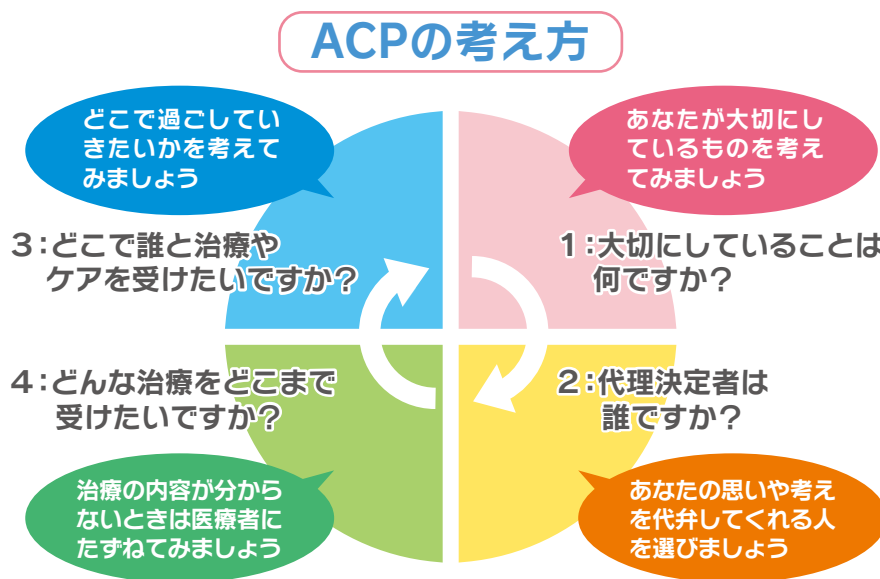 ACPの考え方
あなたが大切にし
ているものを考え
てみましょう
1:大切にしていることは
何ですか?
2:代理決定者は
誰ですか?
あなたの思いや考え
を代弁してくれる人
を選びましょう
どこで過ごしてい
きたいかを考えて
みましょう
3:どこで誰と治療や
ケアを受けたいですか?
4:どんな治療をどこまで
受けたいですか?
治療の内容が分から
ないときは医療者に
たずねてみましょう